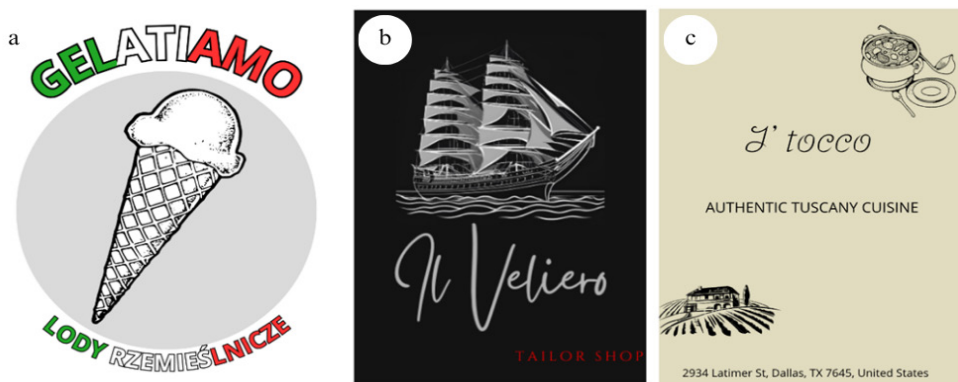 a
GELATIAMO
LODY RZEMIEŚLNICZE
b
Il Veliero
TAILOR SHOP
c
I' tocco
AUTHENTIC TUSCANY CUISINE
2934 Latimer St, Dallas, TX 7645, United States